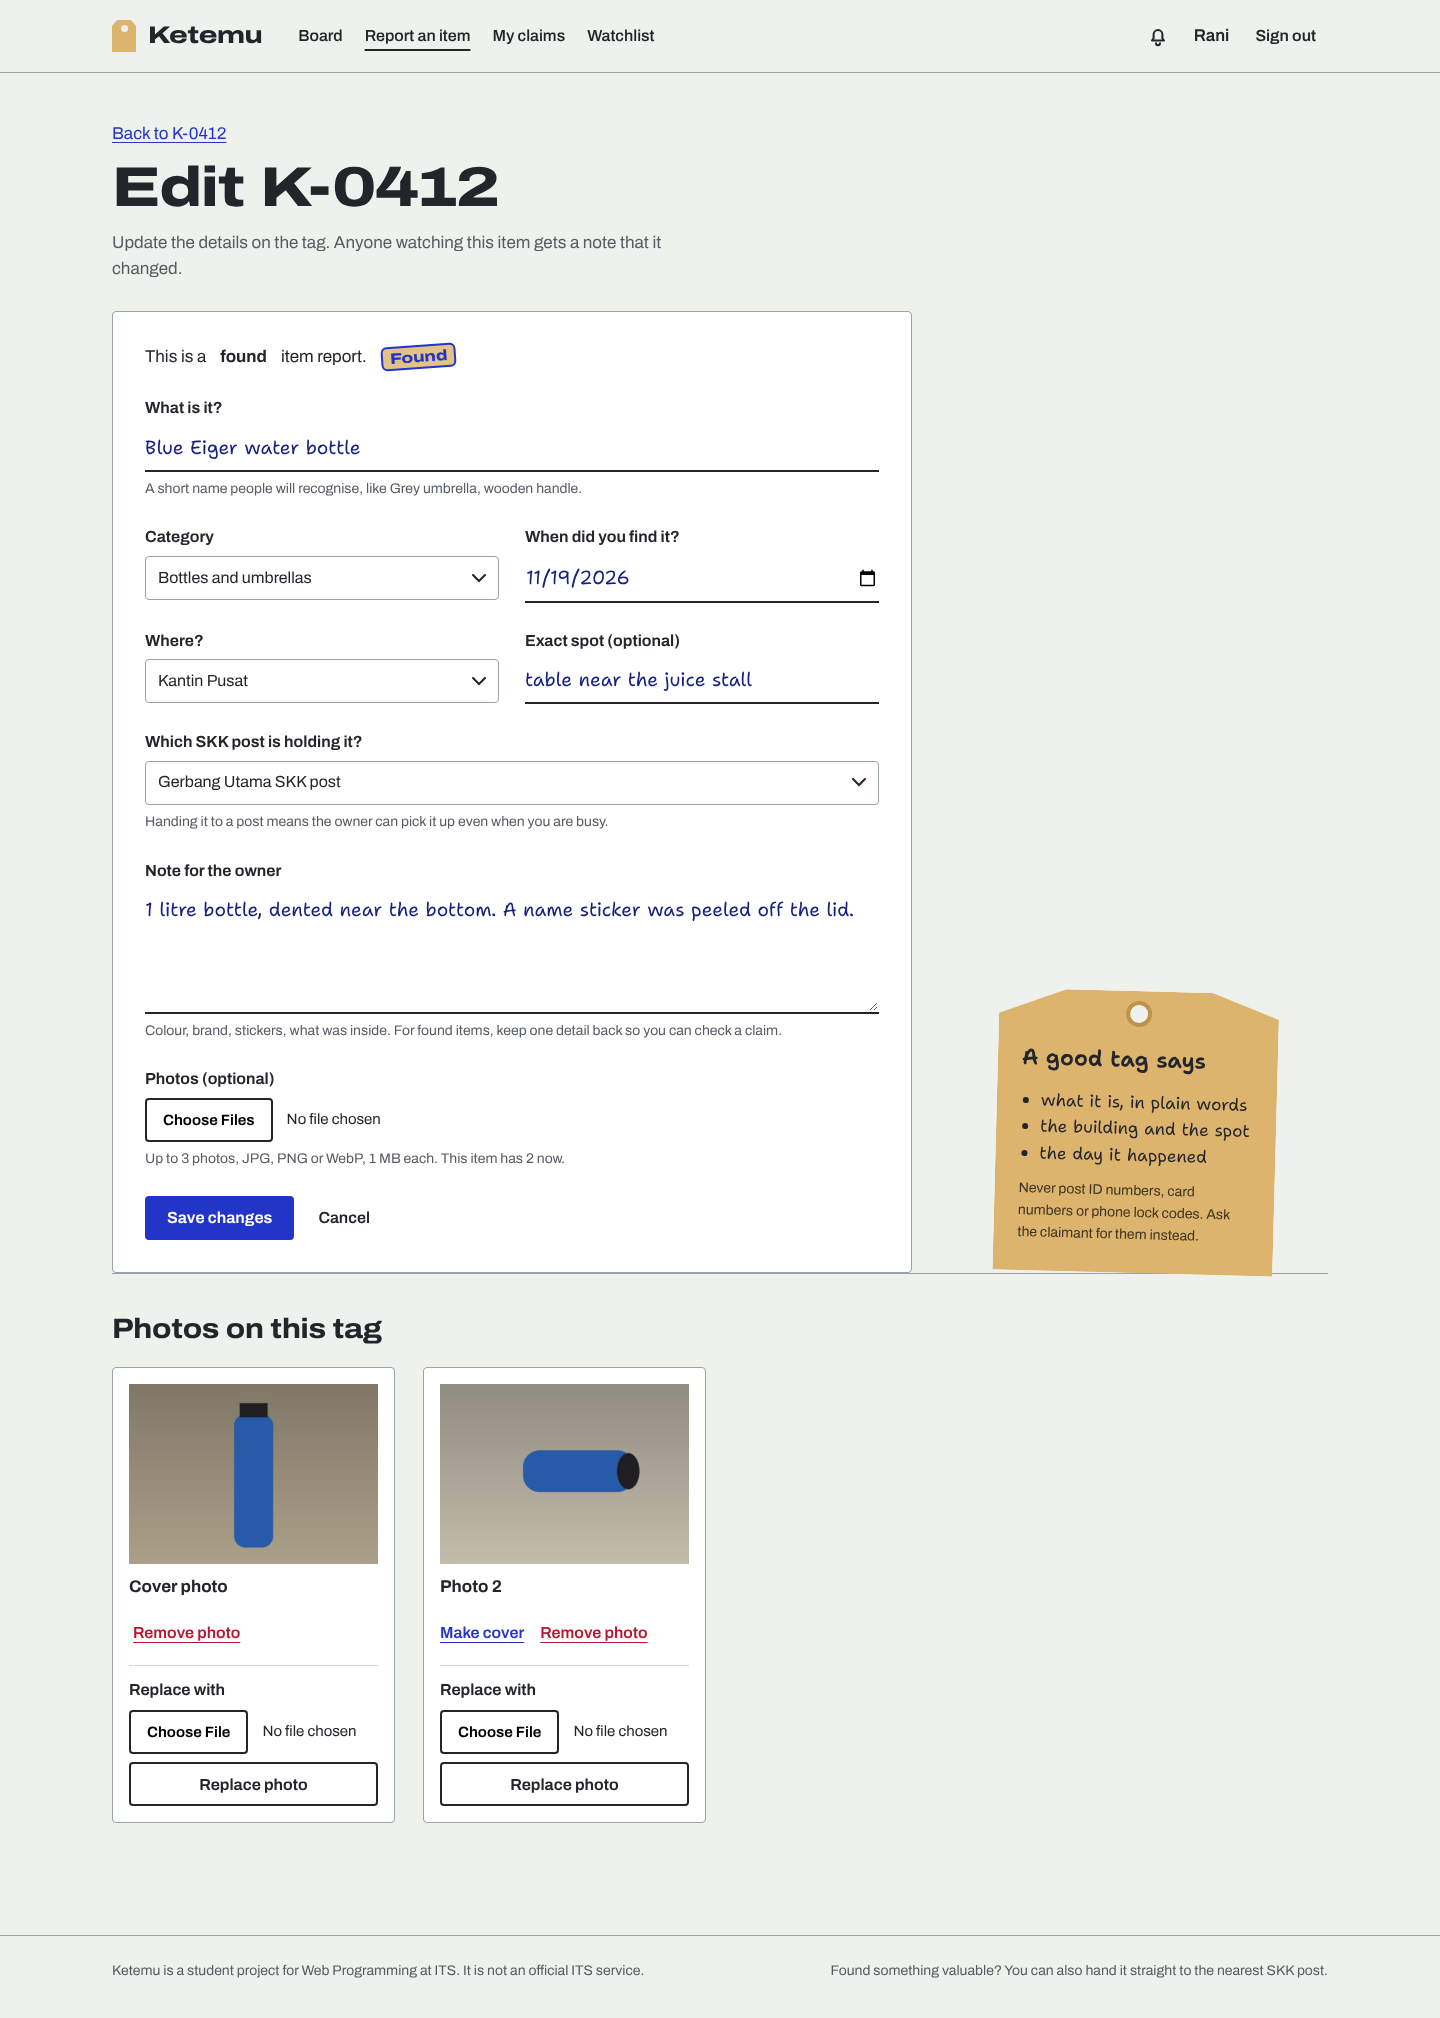 Ketemu Board Report an item My claims Watchlist Rani Sign out
Back to K-0412
Edit K-0412
Update the details on the tag. Anyone watching this item gets a note that it
changed.
This is a found item report. Found
What is it?
Blue Eiger water bottle
A short name people will recognise, like Grey umbrella, wooden handle.
Category
Bottles and umbrellas
When did you find it?
11/19/2026
Where?
Kantin Pusat
Exact spot (optional)
table near the juice stall
Which SKK post is holding it?
Gerbang Utama SKK post
Handing it to a post means the owner can pick it up even when you are busy.
Note for the owner
1 litre bottle, dented near the bottom. A name sticker was peeled off the lid.
Colour, brand, stickers, what was inside. For found items, keep one detail back so you can check a claim.
Photos (optional)
Choose Files No file chosen
Up to 3 photos, JPG, PNG or WebP, 1 MB each. This item has 2 now.
Save changes Cancel
A good tag says
• what it is, in plain words
• the building and the spot
• the day it happened
Never post ID numbers, card
numbers or phone lock codes. Ask
the claimant for them instead.
Photos on this tag
Cover photo
Remove photo
Replace with
Choose File No file chosen
Replace photo
Photo 2
Make cover Remove photo
Replace with
Choose File No file chosen
Replace photo
Ketemu is a student project for Web Programming at ITS. It is not an official ITS service.
Found something valuable? You can also hand it straight to the nearest SKK post.